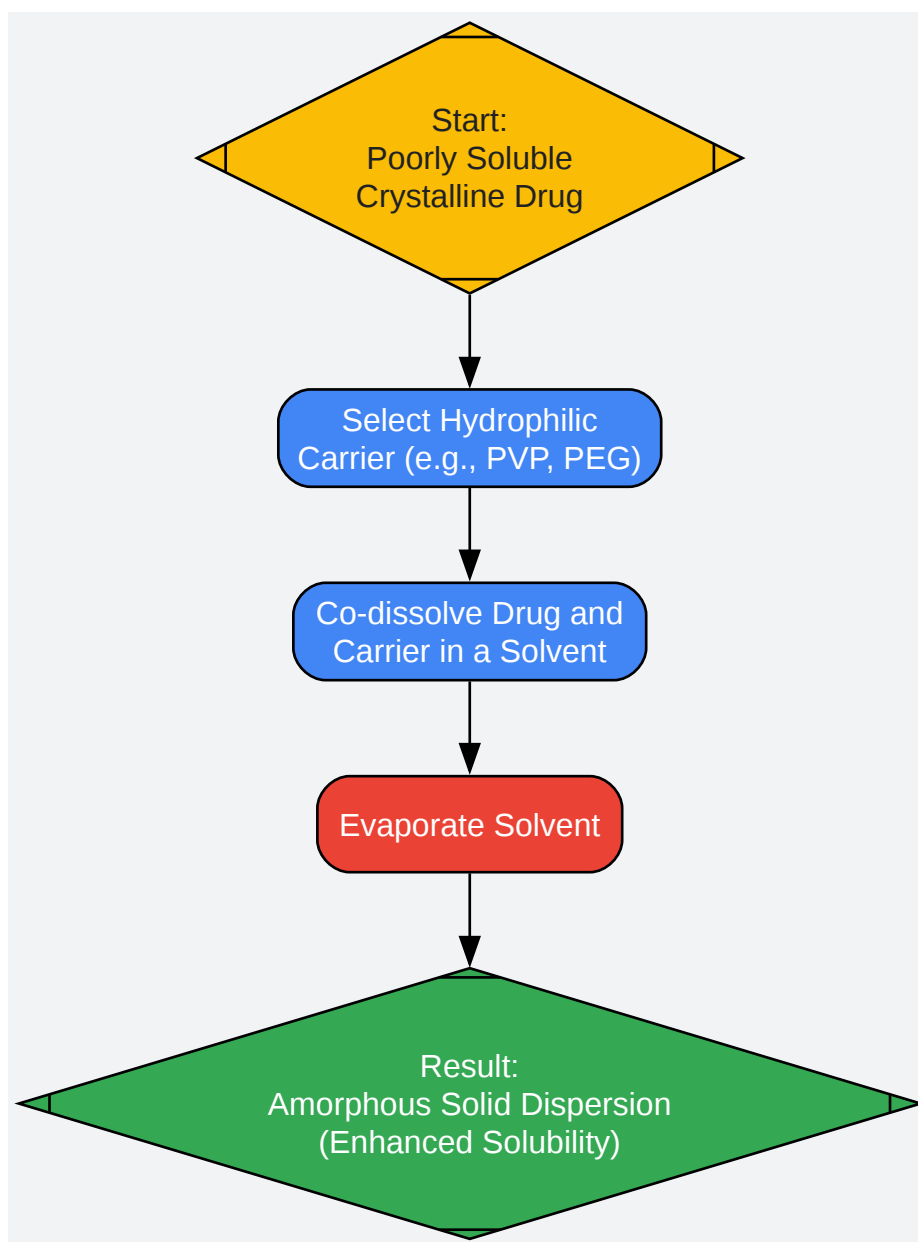 Start:
Poorly Soluble
Crystalline Drug
Select Hydrophilic
Carrier (e.g., PVP, PEG)
Co-dissolve Drug and
Carrier in a Solvent
Evaporate Solvent
Result:
Amorphous Solid Dispersion
(Enhanced Solubility)